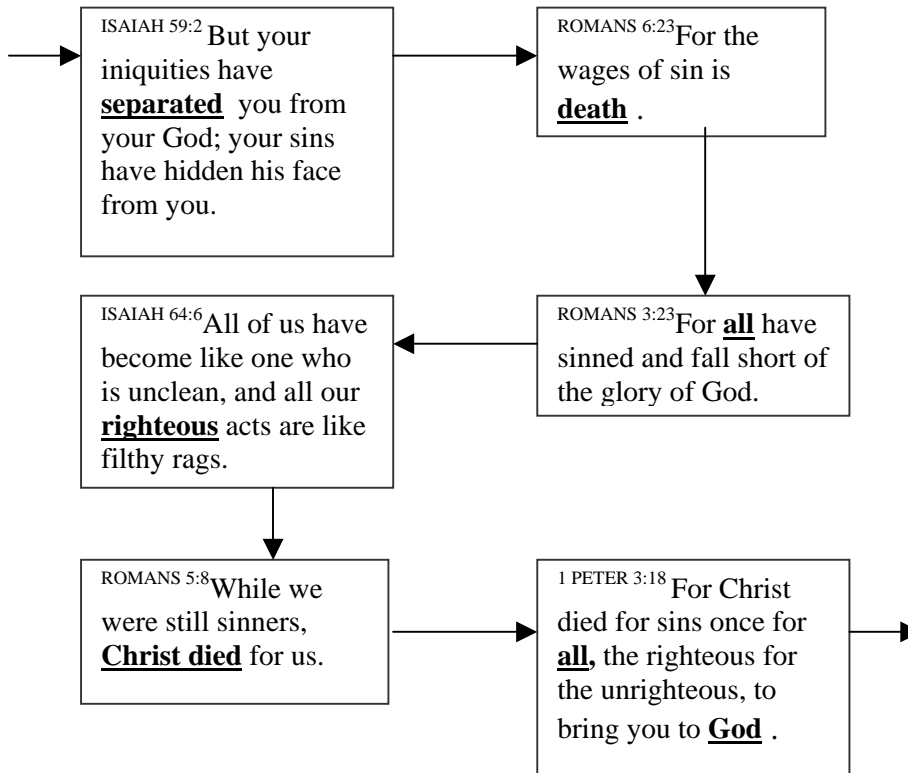 ISAIAH 59:2 But your
iniquities have
separated you from
your God; your sins
have hidden his face
from you.
ROMANS 6:23 For the
wages of sin is
death .
ROMANS 3:23 For all have
sinned and fall short of
the glory of God.
ISAIAH 64:6 All of us have
become like one who
is unclean, and all our
righteous acts are like
filthy rags.
ROMANS 5:8 While we
were still sinners,
Christ died for us.
1 PETER 3:18 For Christ
died for sins once for
all, the righteous for
the unrighteous, to
bring you to God .